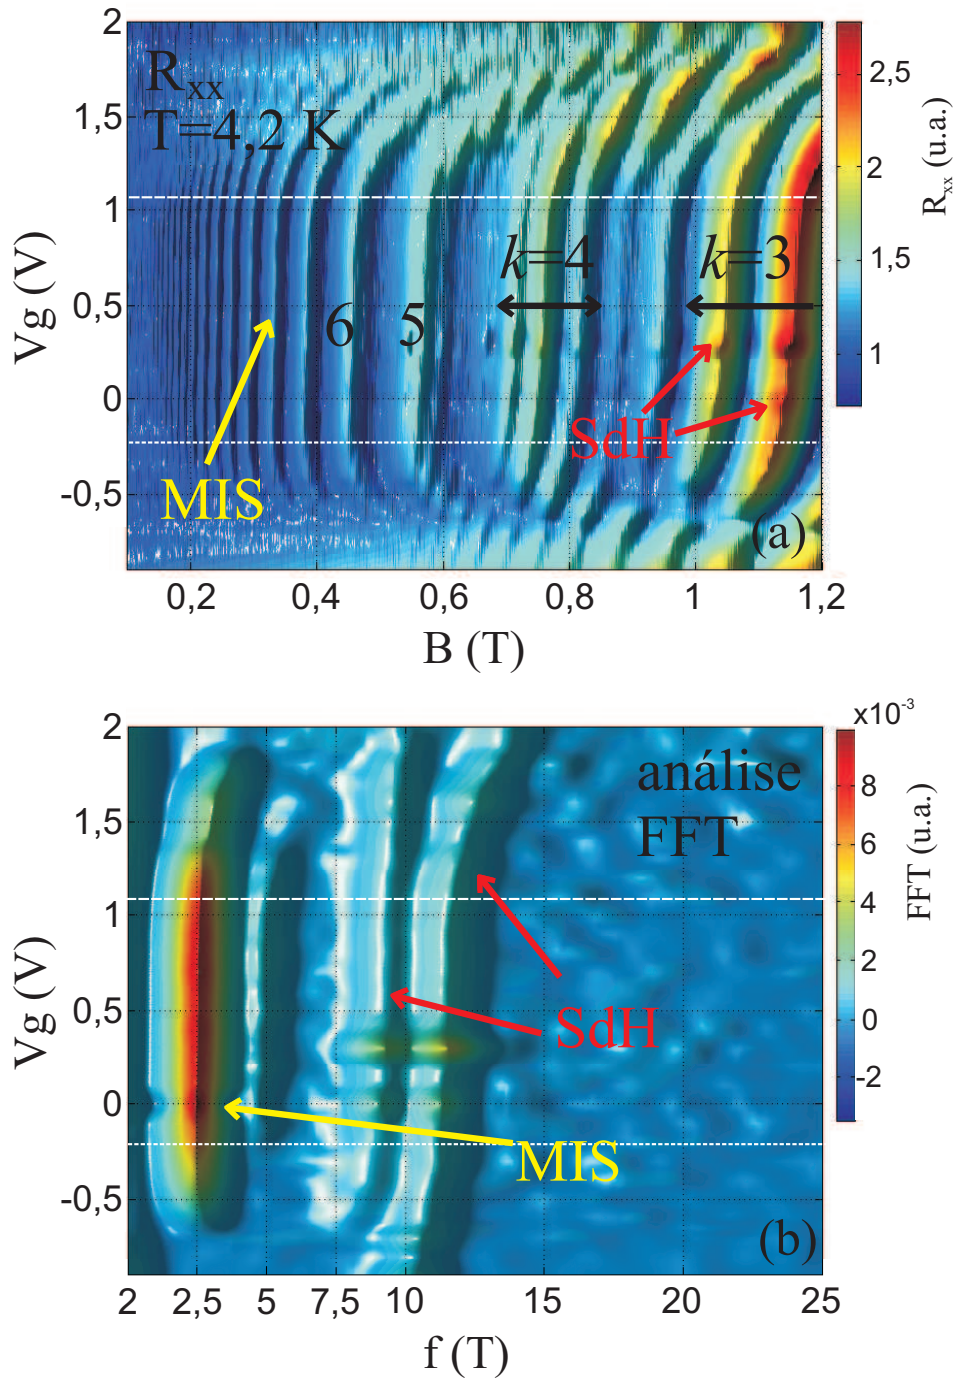 2
1,5
1
0,5
0
-0,5
Vg (V)
Rxx
T=4,2 K
6
5
k=4
k=3
SdH
MIS
(a)
0,2
0,4
0,6
0,8
1
1,2
B (T)
2,5
2
1,5
1
Rxx (u.a.)
2
1,5
1
0,5
0
-0,5
Vg (V)
análise
FFT
SdH
MIS
(b)
2
2,5
5
7,5
10
15
20
25
f (T)
x10-3
8
6
4
2
0
-2
FFT (u.a.)